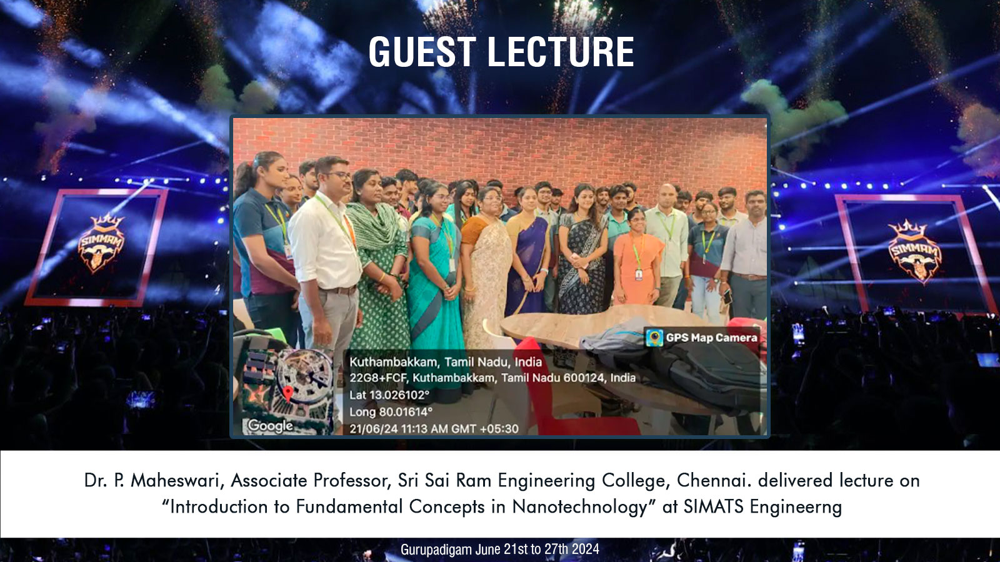 GUEST LECTURE
SIMMAM
SIMMAM
GPS Map Camera
Kuthambakkam, Tamil Nadu, India
22G8+FCF, Kuthambakkam, Tamil Nadu 600124, India
Lat 13.026102°
Long 80.01614°
21/06/24 11:13 AM GMT +05:30
Google
Dr. P. Maheswari, Associate Professor, Sri Sai Ram Engineering College, Chennai. delivered lecture on
“Introduction to Fundamental Concepts in Nanotechnology” at SIMATS Engineerng
Gurupadigam June 21st to 27th 2024